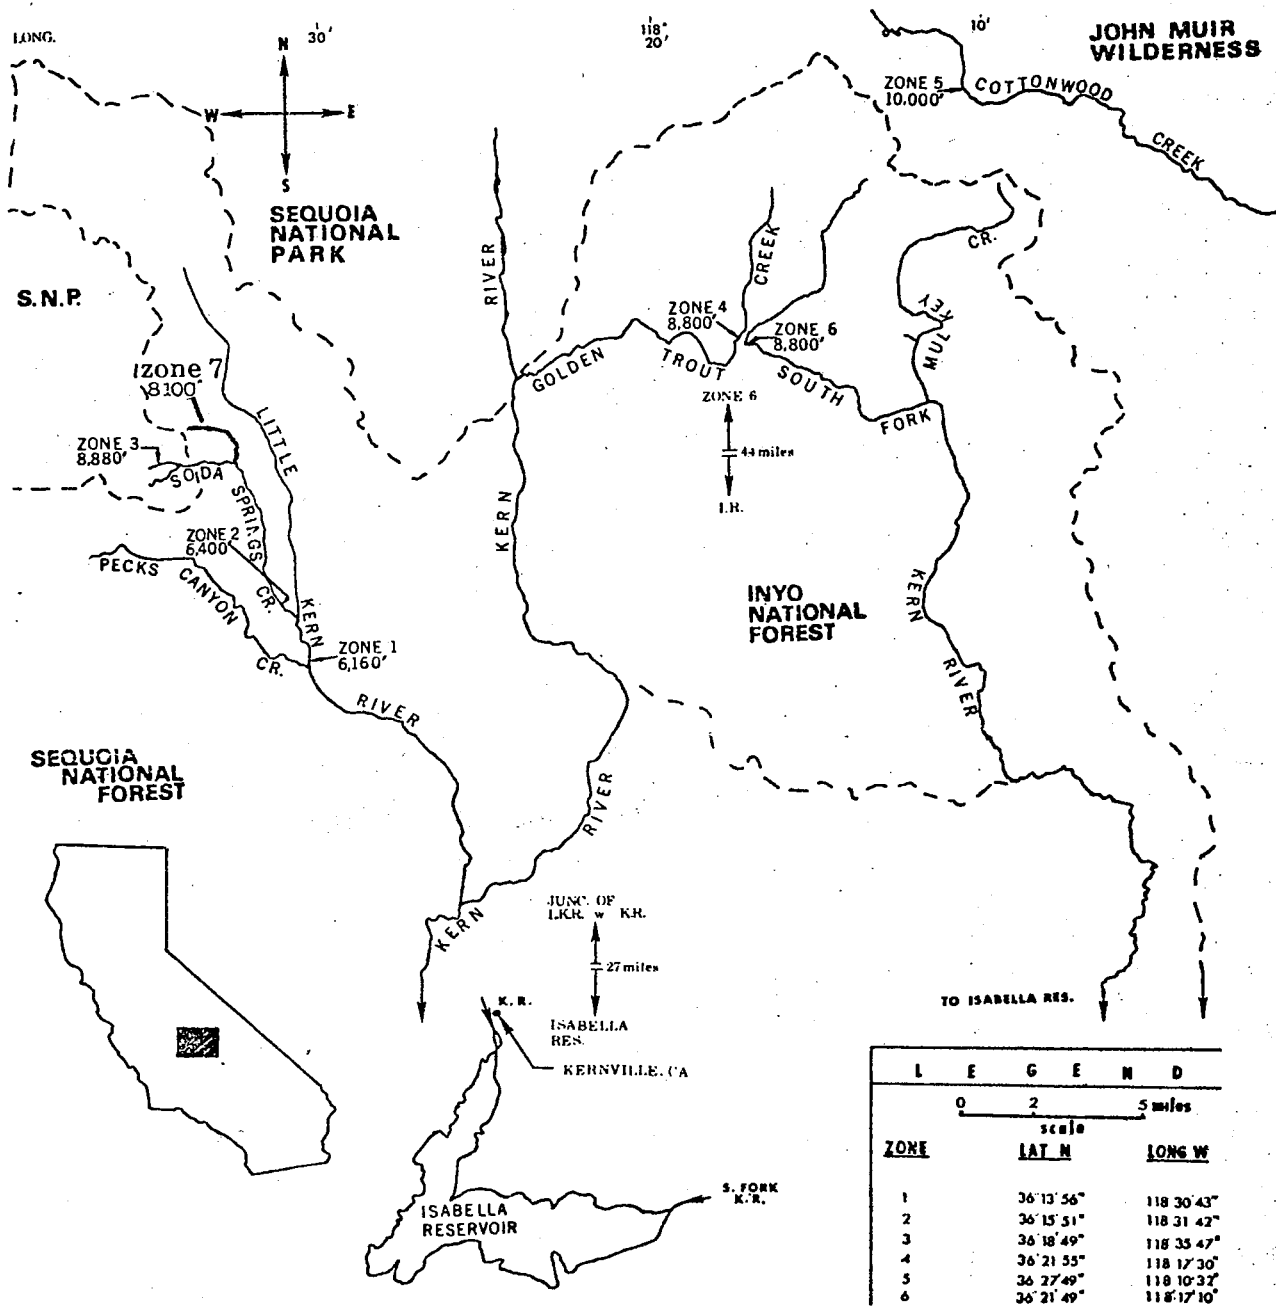 LONG.
30'
118°
20'
10'
JOHN MUIR
WILDERNESS
N
W
E
S
ZONE 5
10,000'
COTTONWOOD
CREEK
SEQUOIA
NATIONAL
PARK
S.N.P.
RIVER
CREEK
CR.
MULKEY
ZONE 4
8,800'
ZONE 6
8,800'
GOLDEN
TROUT
SOUTH
FORK
zone 7
8100'
ZONE 6
44 miles
I.R.
LITTLE
ZONE 3
8,880'
SODA
SPRINGS
CR.
ZONE 2
6,400'
PECKS
CANYON
CR.
KERN
KERN
ZONE 1
6,160'
RIVER
INYO
NATIONAL
FOREST
KERN
RIVER
SEQUOIA
NATIONAL
FOREST
RIVER
KERN
JUNC. OF
L.K.R. w K.R.
27 miles
ISABELLA
RES.
K. R.
KERNVILLE, CA
TO ISABELLA RES.
S. FORK
K.R.
ISABELLA
RESERVOIR
L E G E N D
0 2 5 miles
scale
ZONE LAT N LONG W
1 36°13'56" 118 30'43"
2 36°15'51" 118 31'42"
3 36°18'49" 118 35'47"
4 36°21'55" 118 17'30"
5 36 27'49" 118 10'32"
6 36°21'49" 118°17'10"